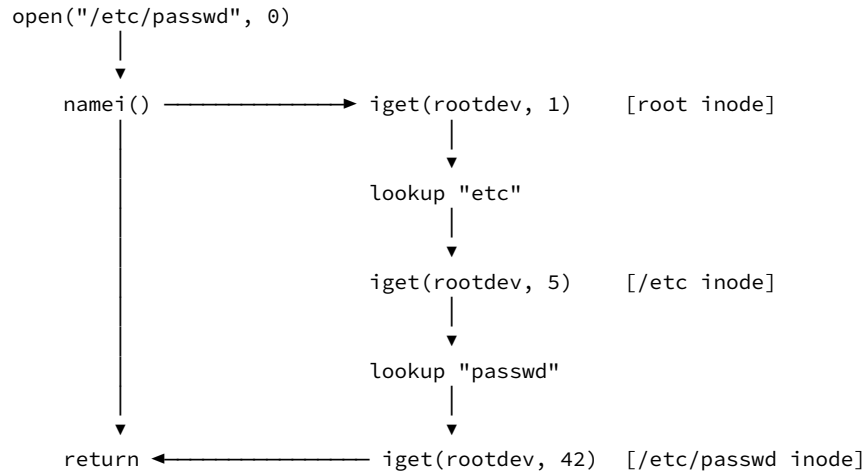 open("/etc/passwd", 0)
namei() iget(rootdev, 1) [root inode]
lookup "etc"
iget(rootdev, 5) [/etc inode]
lookup "passwd"
return iget(rootdev, 42) [/etc/passwd inode]